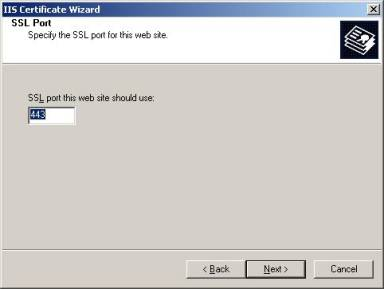 IIS Certificate Wizard
SSL Port
Specify the SSL port for this web site.
SSL port this web site should use:
443
< Back Next > Cancel